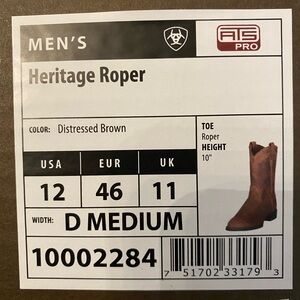 MEN'S
ATS
PRO
Heritage Roper
COLOR: Distressed Brown
TOE
Roper
HEIGHT
10"
USA EUR UK
12 46 11
WIDTH: D MEDIUM
10002284
7 51702 33179 3